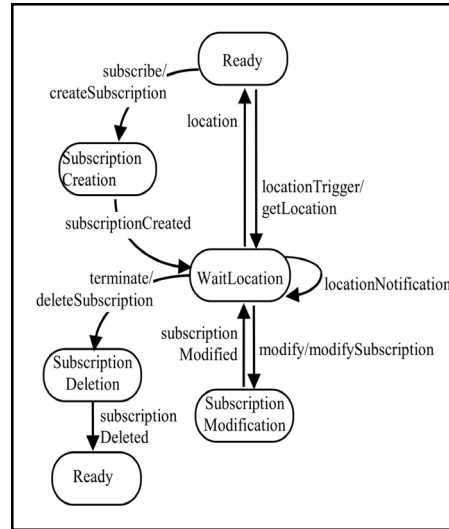 Ready
subscribe/
createSubscription
location
Subscription
Creation
locationTrigger/
getLocation
subscriptionCreated
WaitLocation
locationNotification
terminate/
deleteSubscription
subscription
Modified
modify/modifySubscription
Subscription
Deletion
Subscription
Modification
subscription
Deleted
Ready